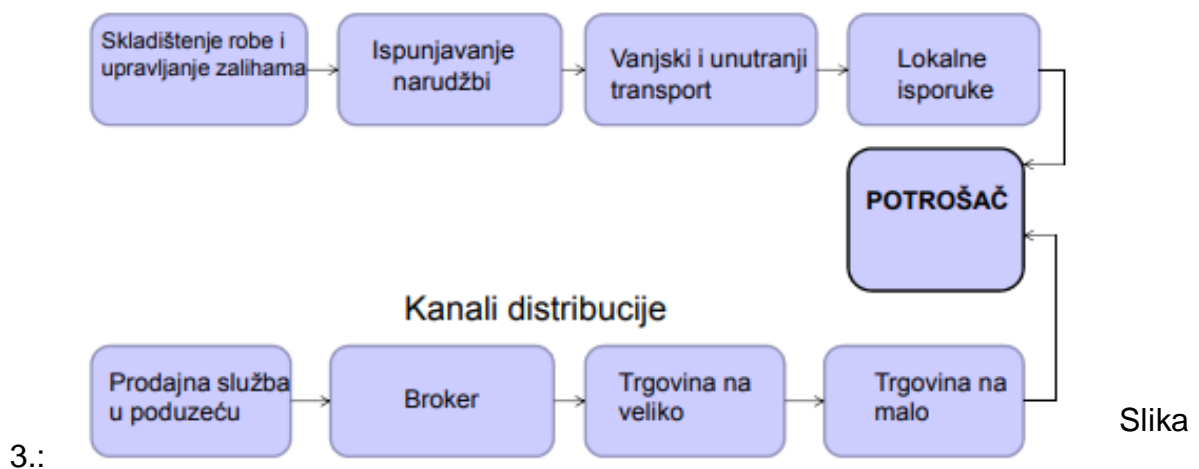 Skladištenje robe i
upravljanje zalihama
Ispunjavanje
narudžbi
Vanjski i unutranji
transport
Lokalne
isporuke
POTROŠAČ
Kanali distribucije
Prodajna služba
u poduzeću
Broker
Trgovina na
veliko
Trgovina na
malo
Slika
3.: